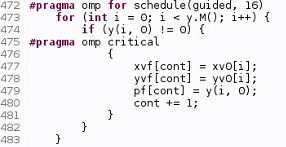 472 #pragma omp for schedule(guided, 16)
473     for (int i = 0; i < y.M(); i++) {
474         if (y(i, 0) != 0) {
475 #pragma omp critical
476             {
477                 xvf[cont] = xv0[i];
478                 yvf[cont] = yv0[i];
479                 pf[cont] = y(i, 0);
480                 cont += 1;
481             }
482         }
483     }